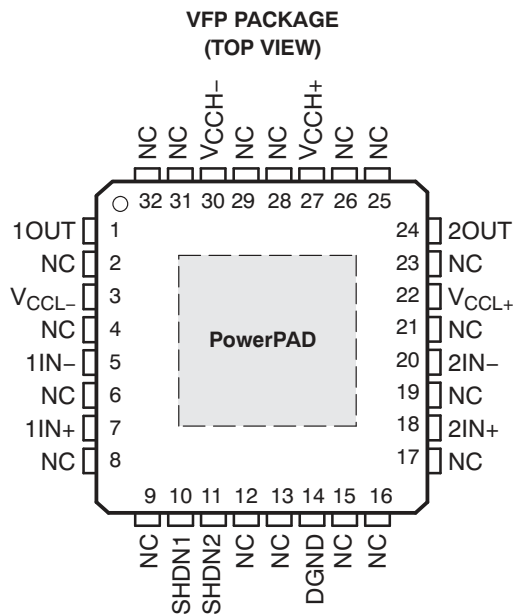 VFP PACKAGE
(TOP VIEW)
NC NC VCCH− NC NC VCCH+ NC NC
32 31 30 29 28 27 26 25
1OUT 1 24 2OUT
NC 2 23 NC
VCCL− 3 22 VCCL+
NC 4 21 NC
PowerPAD
1IN− 5 20 2IN−
NC 6 19 NC
1IN+ 7 18 2IN+
NC 8 17 NC
9 10 11 12 13 14 15 16
NC SHDN1 SHDN2 NC NC DGND NC NC